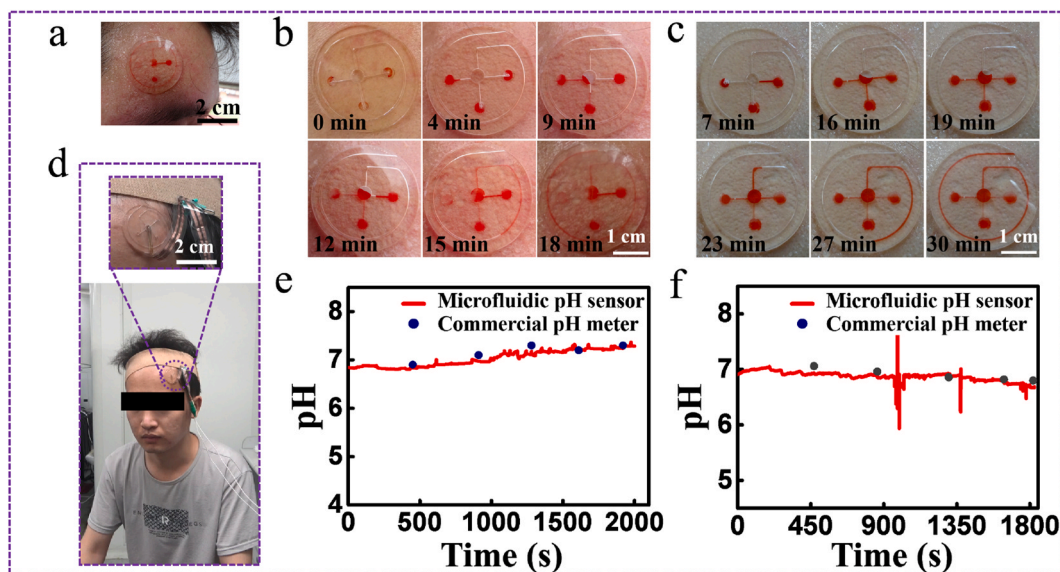 a
2 cm
b
0 min
4 min
9 min
12 min
15 min
18 min
1 cm
c
7 min
16 min
19 min
23 min
27 min
30 min
1 cm
d
2 cm
e
Microfluidic pH sensor
Commercial pH meter
8
7
6
5
4
pH
0
500
1000
1500
2000
Time (s)
f
Microfluidic pH sensor
Commercial pH meter
8
7
6
5
pH
0
450
900
1350
1800
Time (s)